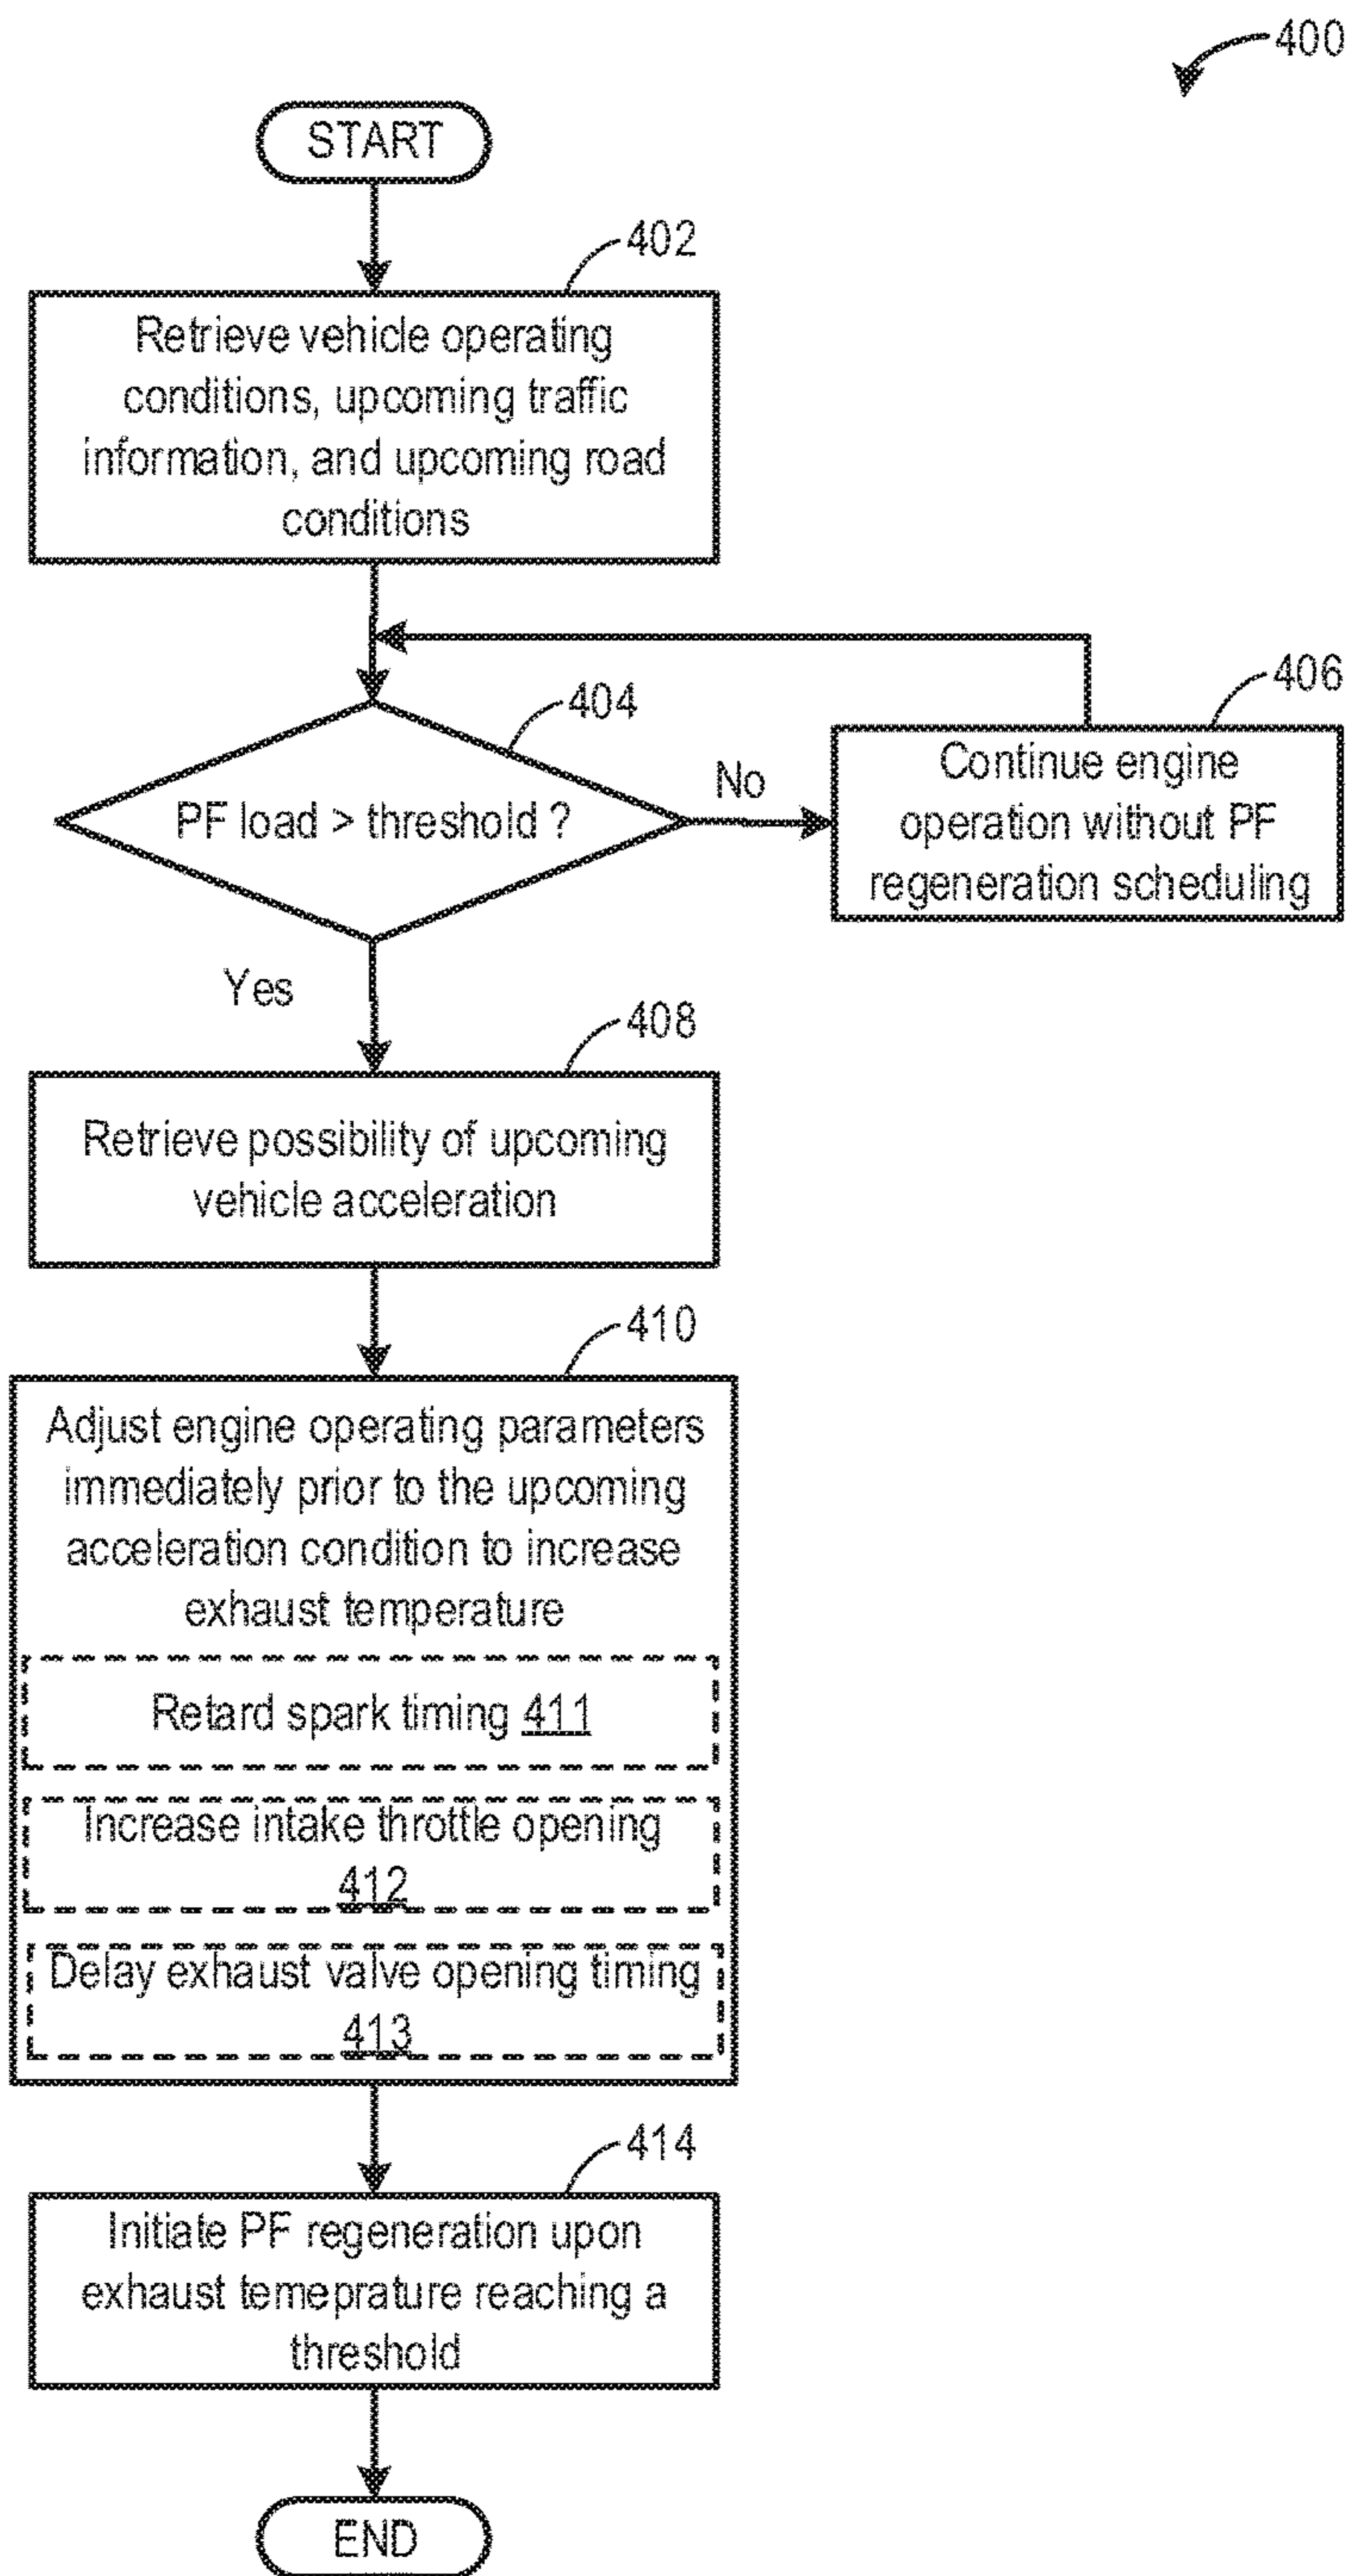 400
START
402
Retrieve vehicle operating
conditions, upcoming traffic
information, and upcoming road
conditions
404
PF load > threshold ?
No
406
Continue engine
operation without PF
regeneration scheduling
Yes
408
Retrieve possibility of upcoming
vehicle acceleration
410
Adjust engine operating parameters
immediately prior to the upcoming
acceleration condition to increase
exhaust temperature
Retard spark timing 411
Increase intake throttle opening
412
Delay exhaust valve opening timing
413
414
Initiate PF regeneration upon
exhaust temeprature reaching a
threshold
END